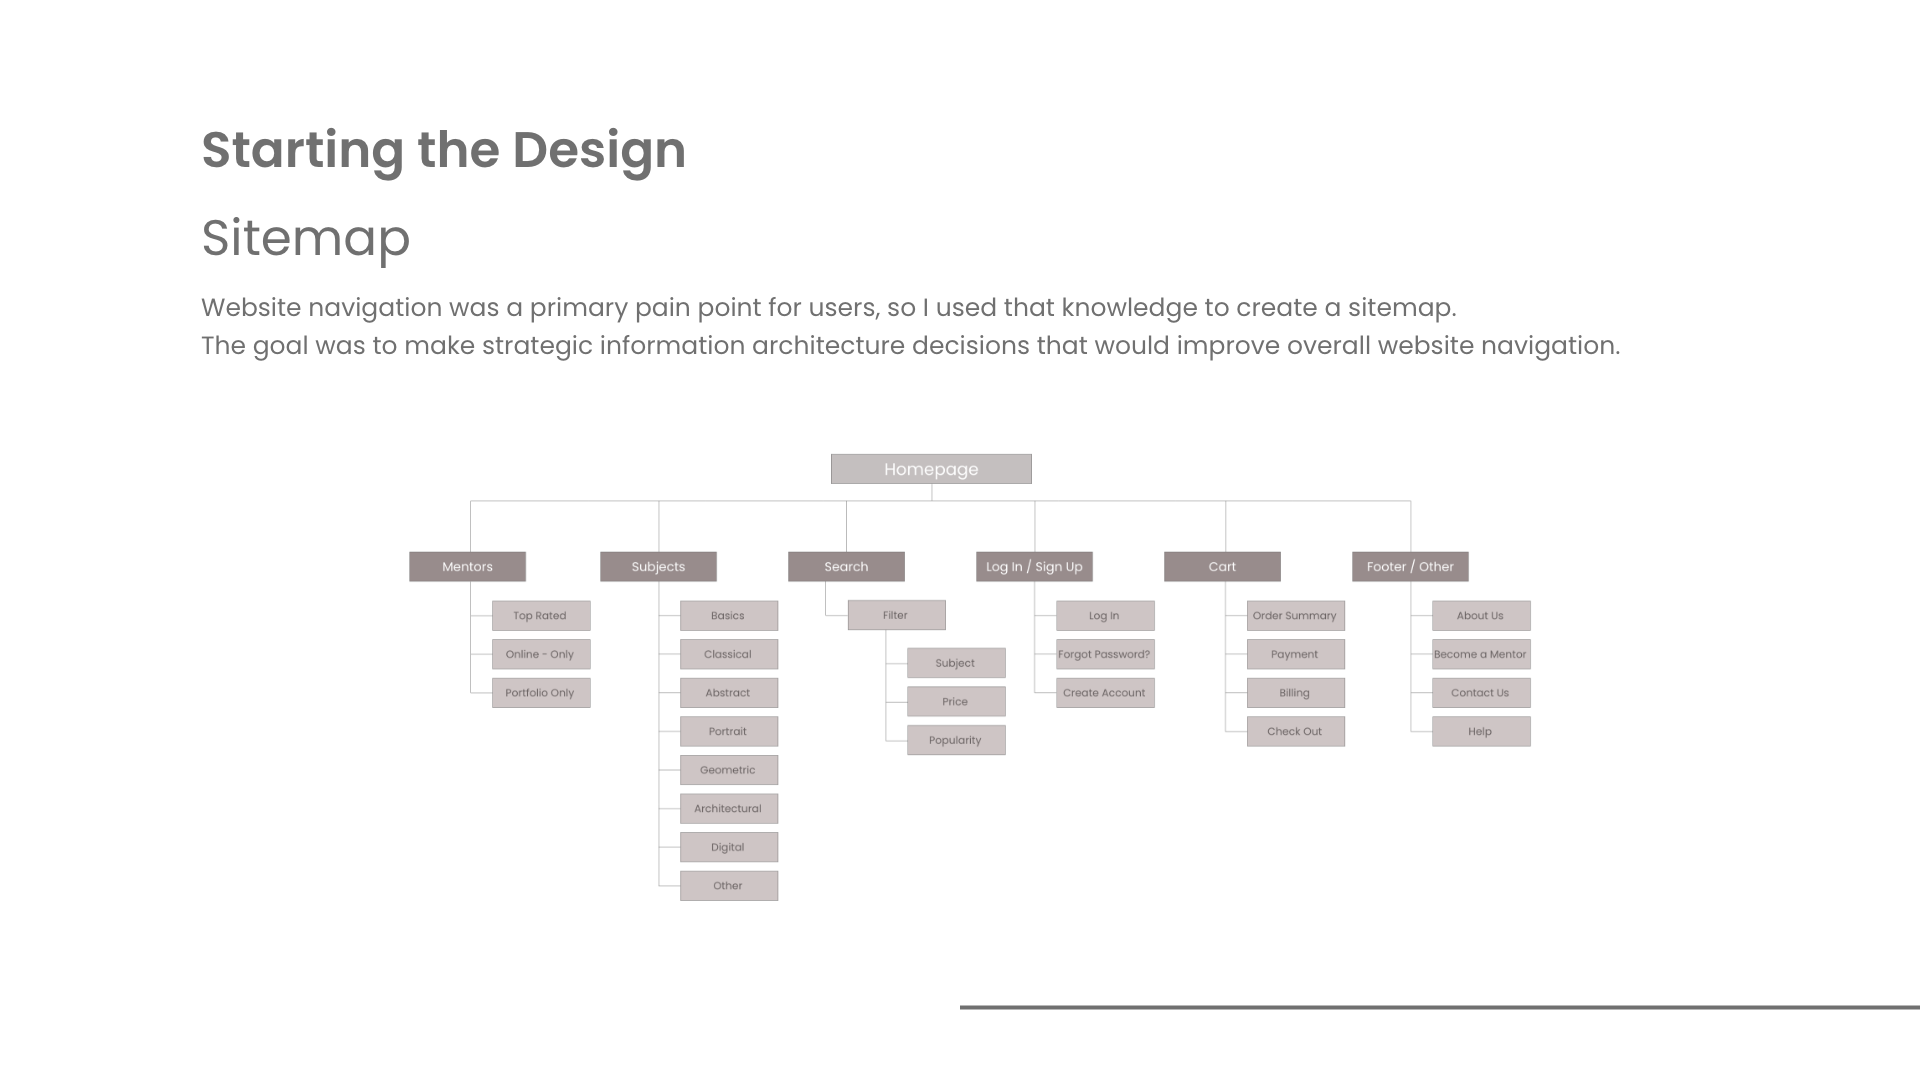 Starting the Design
Sitemap
Website navigation was a primary pain point for users, so I used that knowledge to create a sitemap.
The goal was to make strategic information architecture decisions that would improve overall website navigation.
Homepage
Mentors
Top Rated
Online - Only
Portfolio Only
Subjects
Basics
Classical
Abstract
Portrait
Geometric
Architectural
Digital
Other
Search
Filter
Subject
Price
Popularity
Log In / Sign Up
Log In
Forgot Password?
Create Account
Cart
Order Summary
Payment
Billing
Check Out
Footer / Other
About Us
Become a Mentor
Contact Us
Help